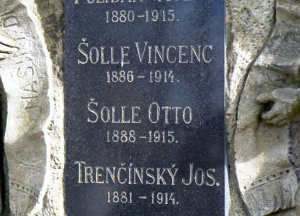 1880-1915.
ŠOLLE VINCENC
1886-1914.
ŠOLLE OTTO
1888-1915.
TRENČÍNSKÝ JOS.
1881-1914.